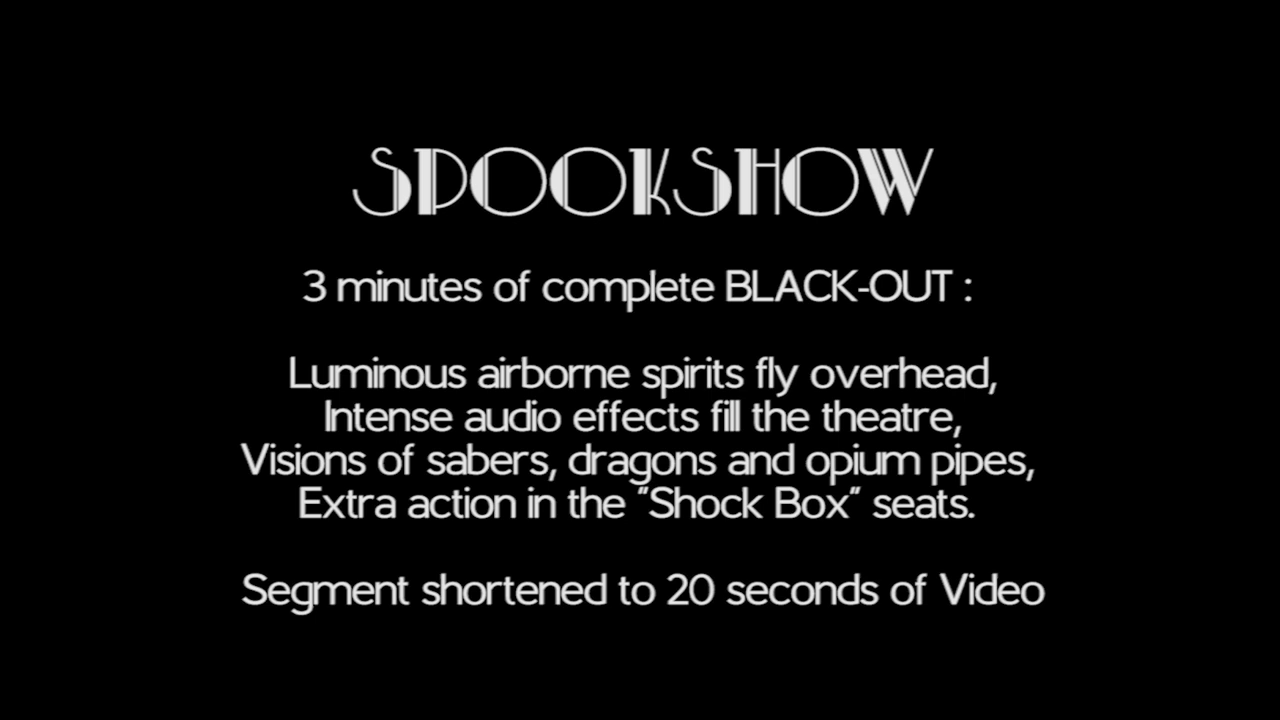 SPOOKSHOW
3 minutes of complete BLACK-OUT :
Luminous airborne spirits fly overhead,
Intense audio effects fill the theatre,
Visions of sabers, dragons and opium pipes,
Extra action in the “Shock Box” seats.
Segment shortened to 20 seconds of Video